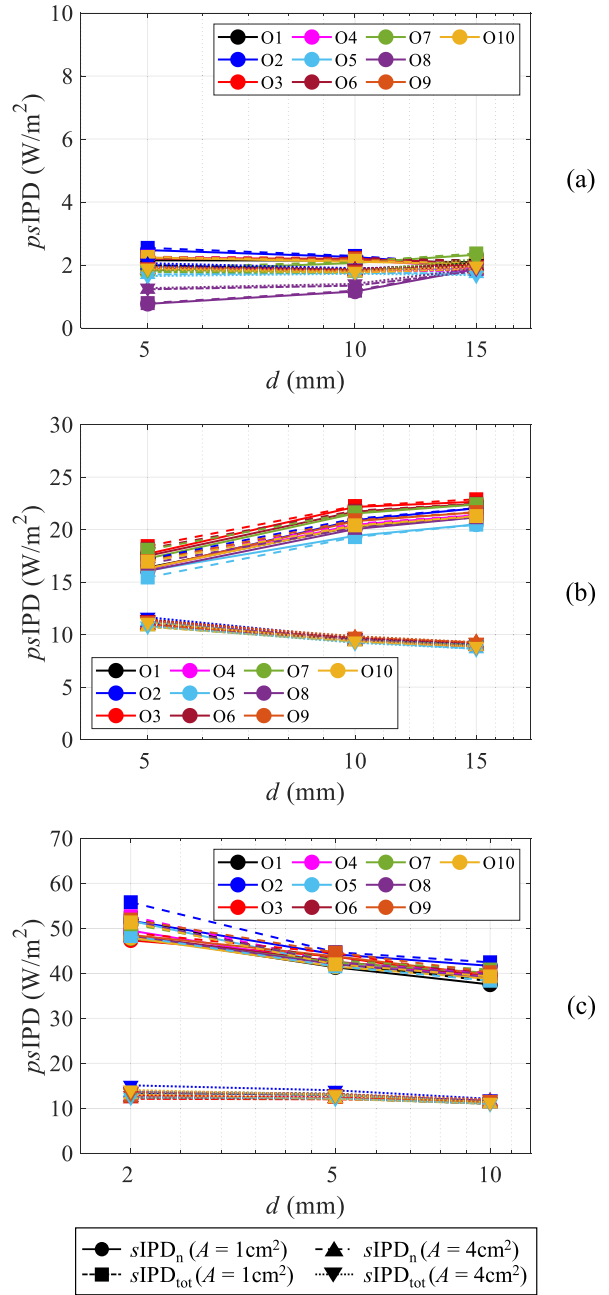 10
8
6
4
2
0
psIPD (W/m²)
O1 O4 O7 O10
O2 O5 O8
O3 O6 O9
5 10 15
d (mm)
(a)
30
25
20
15
10
5
0
psIPD (W/m²)
O1 O4 O7 O10
O2 O5 O8
O3 O6 O9
5 10 15
d (mm)
(b)
70
60
50
40
30
20
10
0
psIPD (W/m²)
O1 O4 O7 O10
O2 O5 O8
O3 O6 O9
2 5 10
d (mm)
(c)
sIPDₙ (A = 1cm²) sIPDₙ (A = 4cm²)
sIPDtot (A = 1cm²) sIPDtot (A = 4cm²)